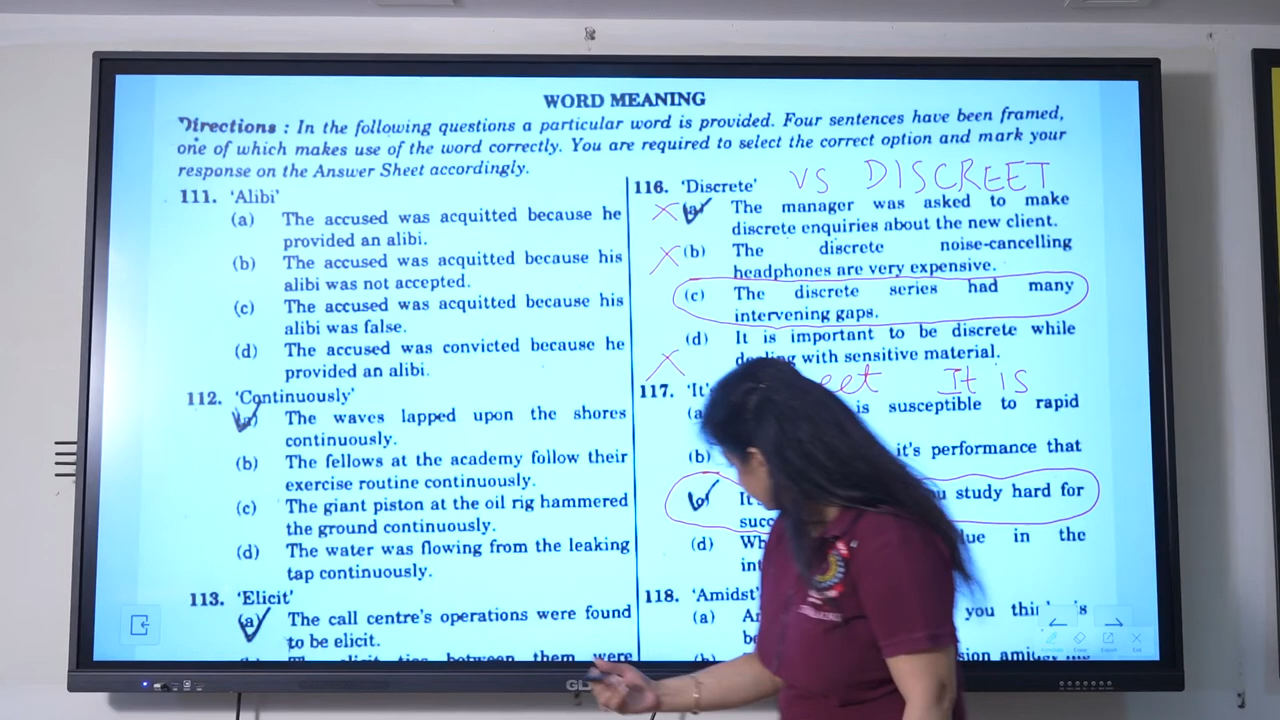 WORD MEANING
Directions : In the following questions a particular word is provided. Four sentences have been framed,
one of which makes use of the word correctly. You are required to select the correct option and mark your
response on the Answer Sheet accordingly.
111. 'Alibi'
(a) The accused was acquitted because he
provided an alibi.
(b) The accused was acquitted because his
alibi was not accepted.
(c) The accused was acquitted because his
alibi was false.
(d) The accused was convicted because he
provided an alibi.
112. 'Continuously'
(a) The waves lapped upon the shores
continuously.
(b) The fellows at the academy follow their
exercise routine continuously.
(c) The giant piston at the oil rig hammered
the ground continuously.
(d) The water was flowing from the leaking
tap continuously.
113. 'Elicit'
(a) The call centre's operations were found
to be elicit.
elicit ties between them were
116. 'Discrete' VS DISCREET
(a) The manager was asked to make
discrete enquiries about the new client.
(b) The discrete noise-cancelling
headphones are very expensive.
(c) The discrete series had many
intervening gaps.
(d) It is important to be discrete while
dealing with sensitive material.
117. It is
is susceptible to rapid
(b) it's performance that
study hard for
(d) in the
118. 'Amidst'
(a) you
(b)